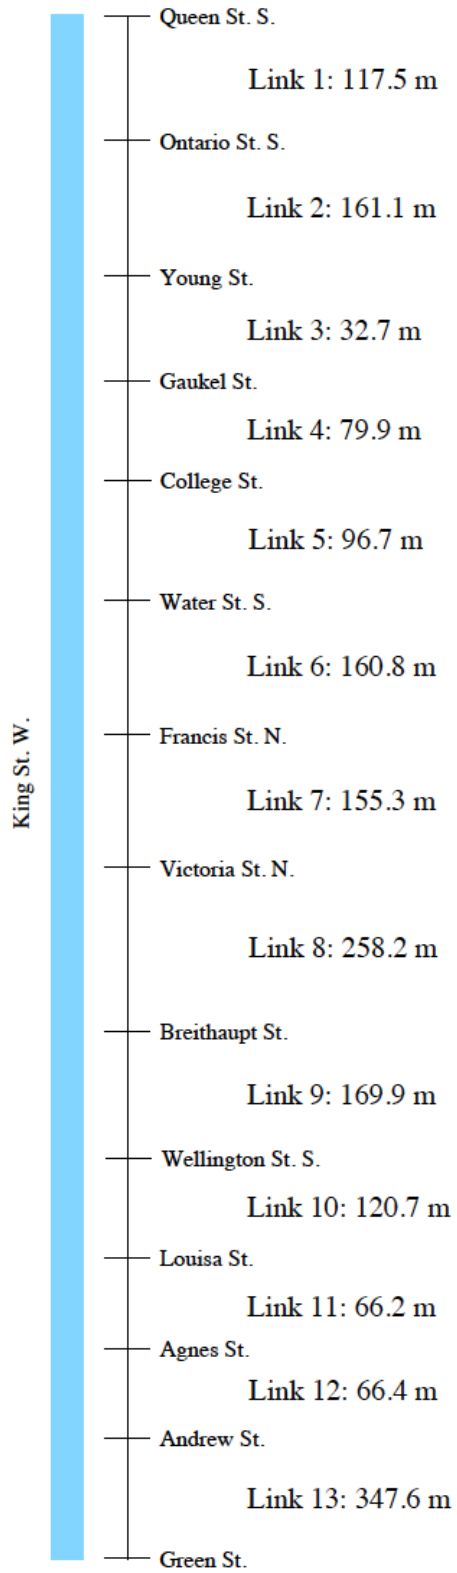 Queen St. S.
Link 1: 117.5 m
Ontario St. S.
Link 2: 161.1 m
Young St.
Link 3: 32.7 m
Gaukel St.
Link 4: 79.9 m
College St.
Link 5: 96.7 m
Water St. S.
Link 6: 160.8 m
King St. W.
Francis St. N.
Link 7: 155.3 m
Victoria St. N.
Link 8: 258.2 m
Breithaupt St.
Link 9: 169.9 m
Wellington St. S.
Link 10: 120.7 m
Louisa St.
Link 11: 66.2 m
Agnes St.
Link 12: 66.4 m
Andrew St.
Link 13: 347.6 m
Green St.